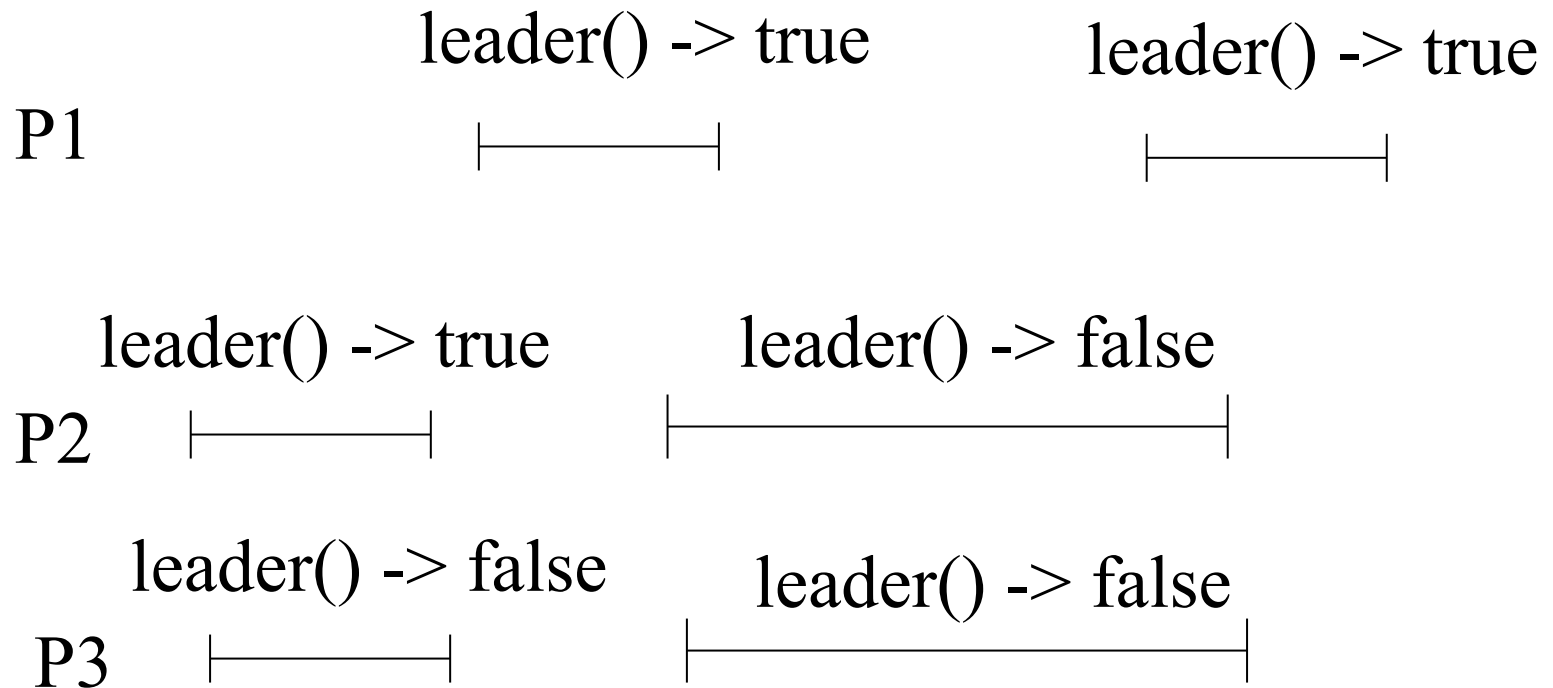 leader() -> true
leader() -> true
P1
leader() -> true
leader() -> false
P2
leader() -> false
leader() -> false
P3